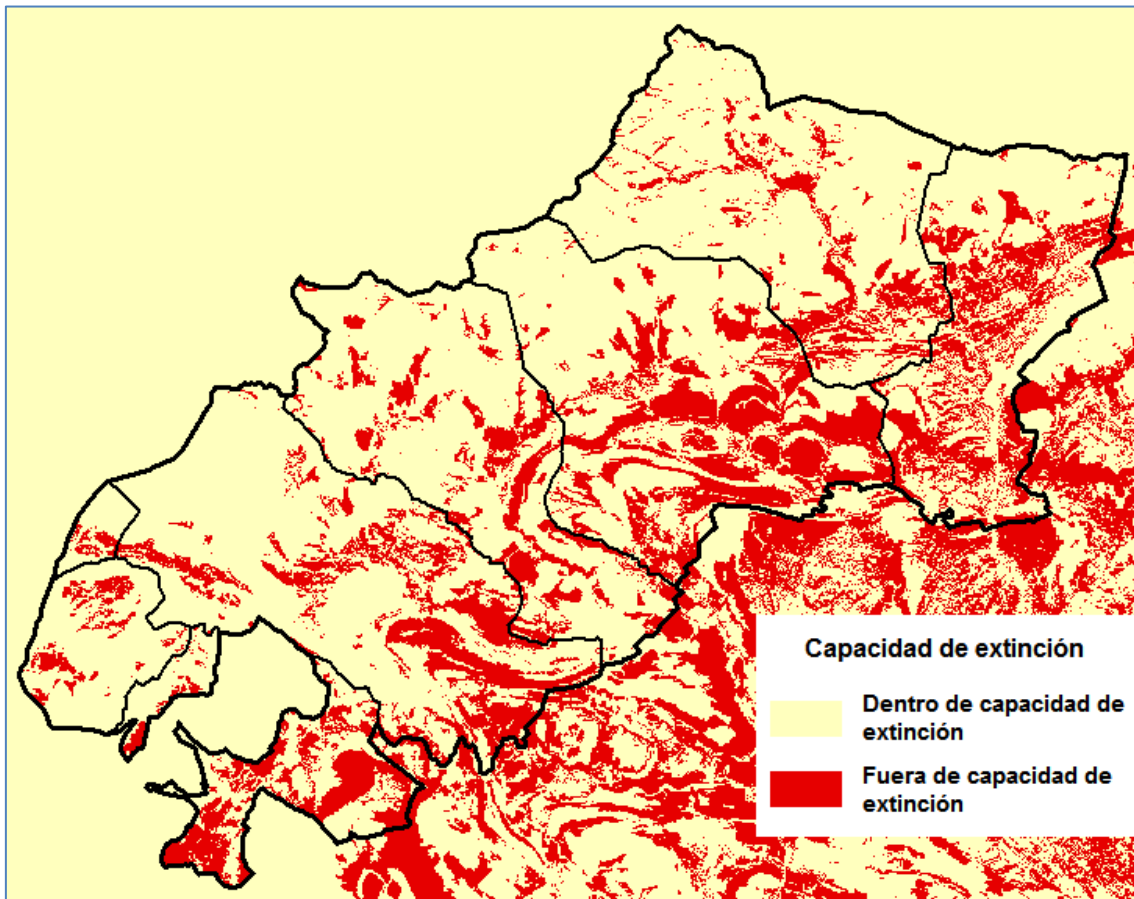 Capacidad de extinción
Dentro de capacidad de
extinción
Fuera de capacidad de
extinción